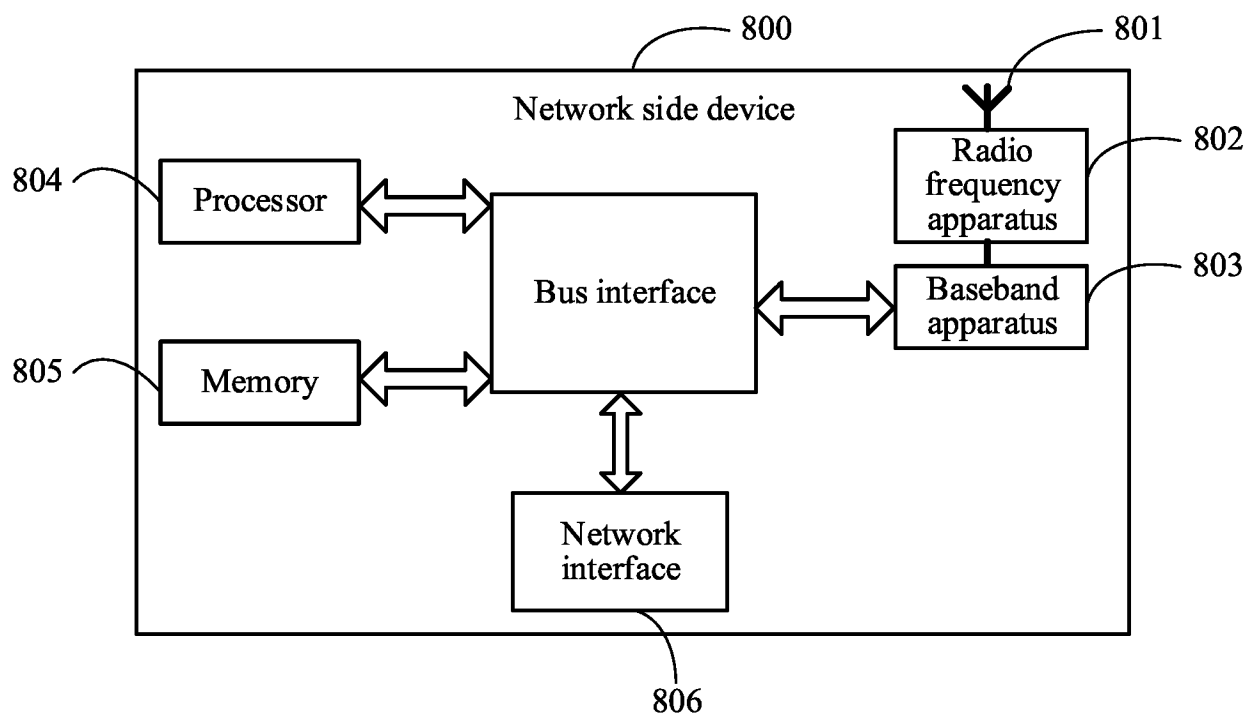 800
801
Network side device
802
Radio
frequency
apparatus
804
Processor
803
Baseband
apparatus
Bus interface
805
Memory
Network
interface
806